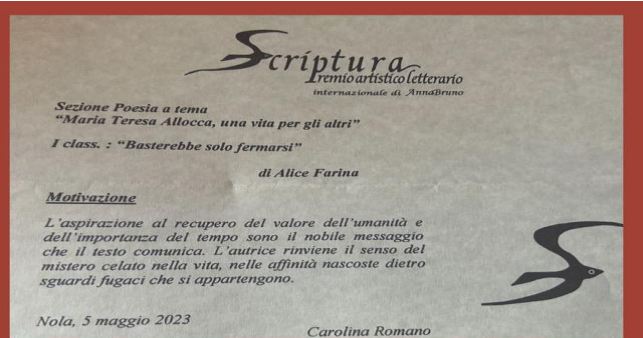 Scriptura
Premio artistico letterario
internazionale di AnnaBruno
Sezione Poesia a tema
“Maria Teresa Allocca, una vita per gli altri”
I class. : “Basterebbe solo fermarsi”
di Alice Farina
Motivazione
L'aspirazione al recupero del valore dell'umanità e
dell'importanza del tempo sono il nobile messaggio
che il testo comunica. L'autrice rinviene il senso del
mistero celato nella vita, nelle affinità nascoste dietro
sguardi fugaci che si appartengono.
Nola, 5 maggio 2023
Carolina Romano